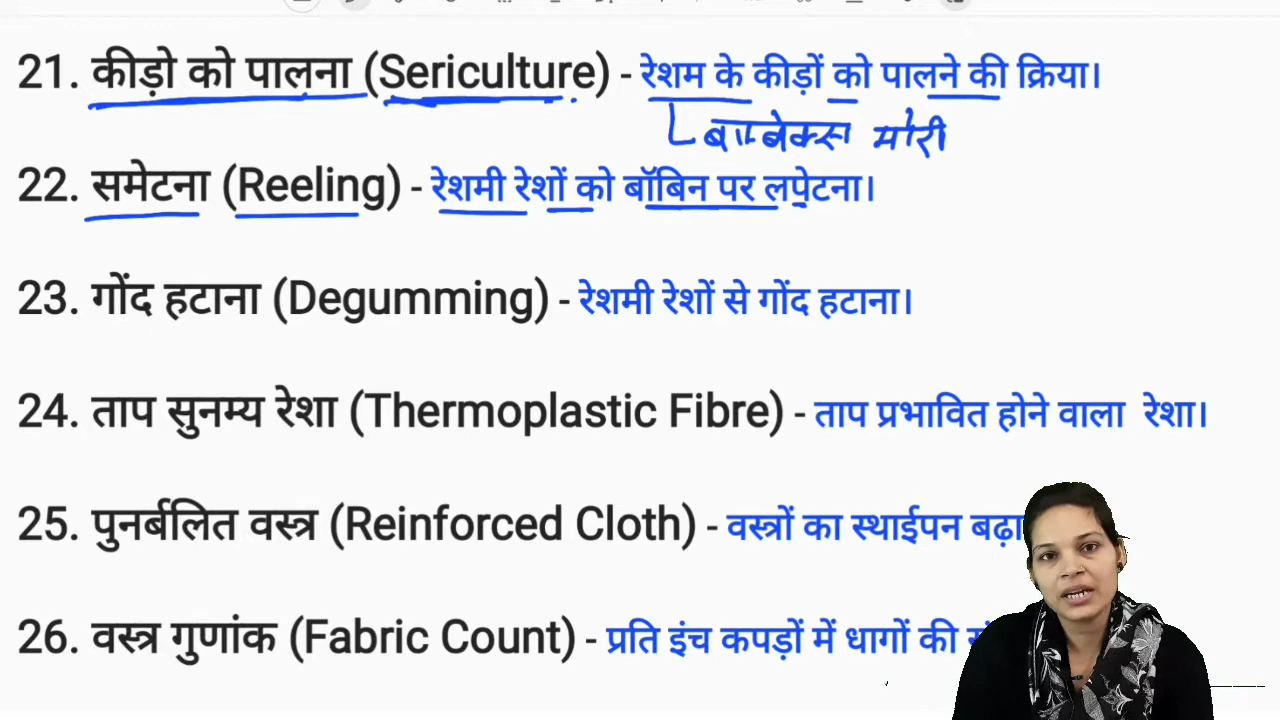 21. कीड़ो को पालना (Sericulture) - रेशम के कीड़ों को पालने की क्रिया।
मोरी
22. समेटना (Reeling) - रेशमी रेशों को बॉबिन पर लपेटना।
23. गोंद हटाना (Degumming) - रेशमी रेशों से गोंद हटाना।
24. ताप सुनम्य रेशा (Thermoplastic Fibre) - ताप प्रभावित होने वाला रेशा।
25. पुनर्बलित वस्त्र (Reinforced Cloth) - वस्त्रों का स्थाईपन बढ़ा
26. वस्त्र गुणांक (Fabric Count) - प्रति इंच कपड़ों में धागों की